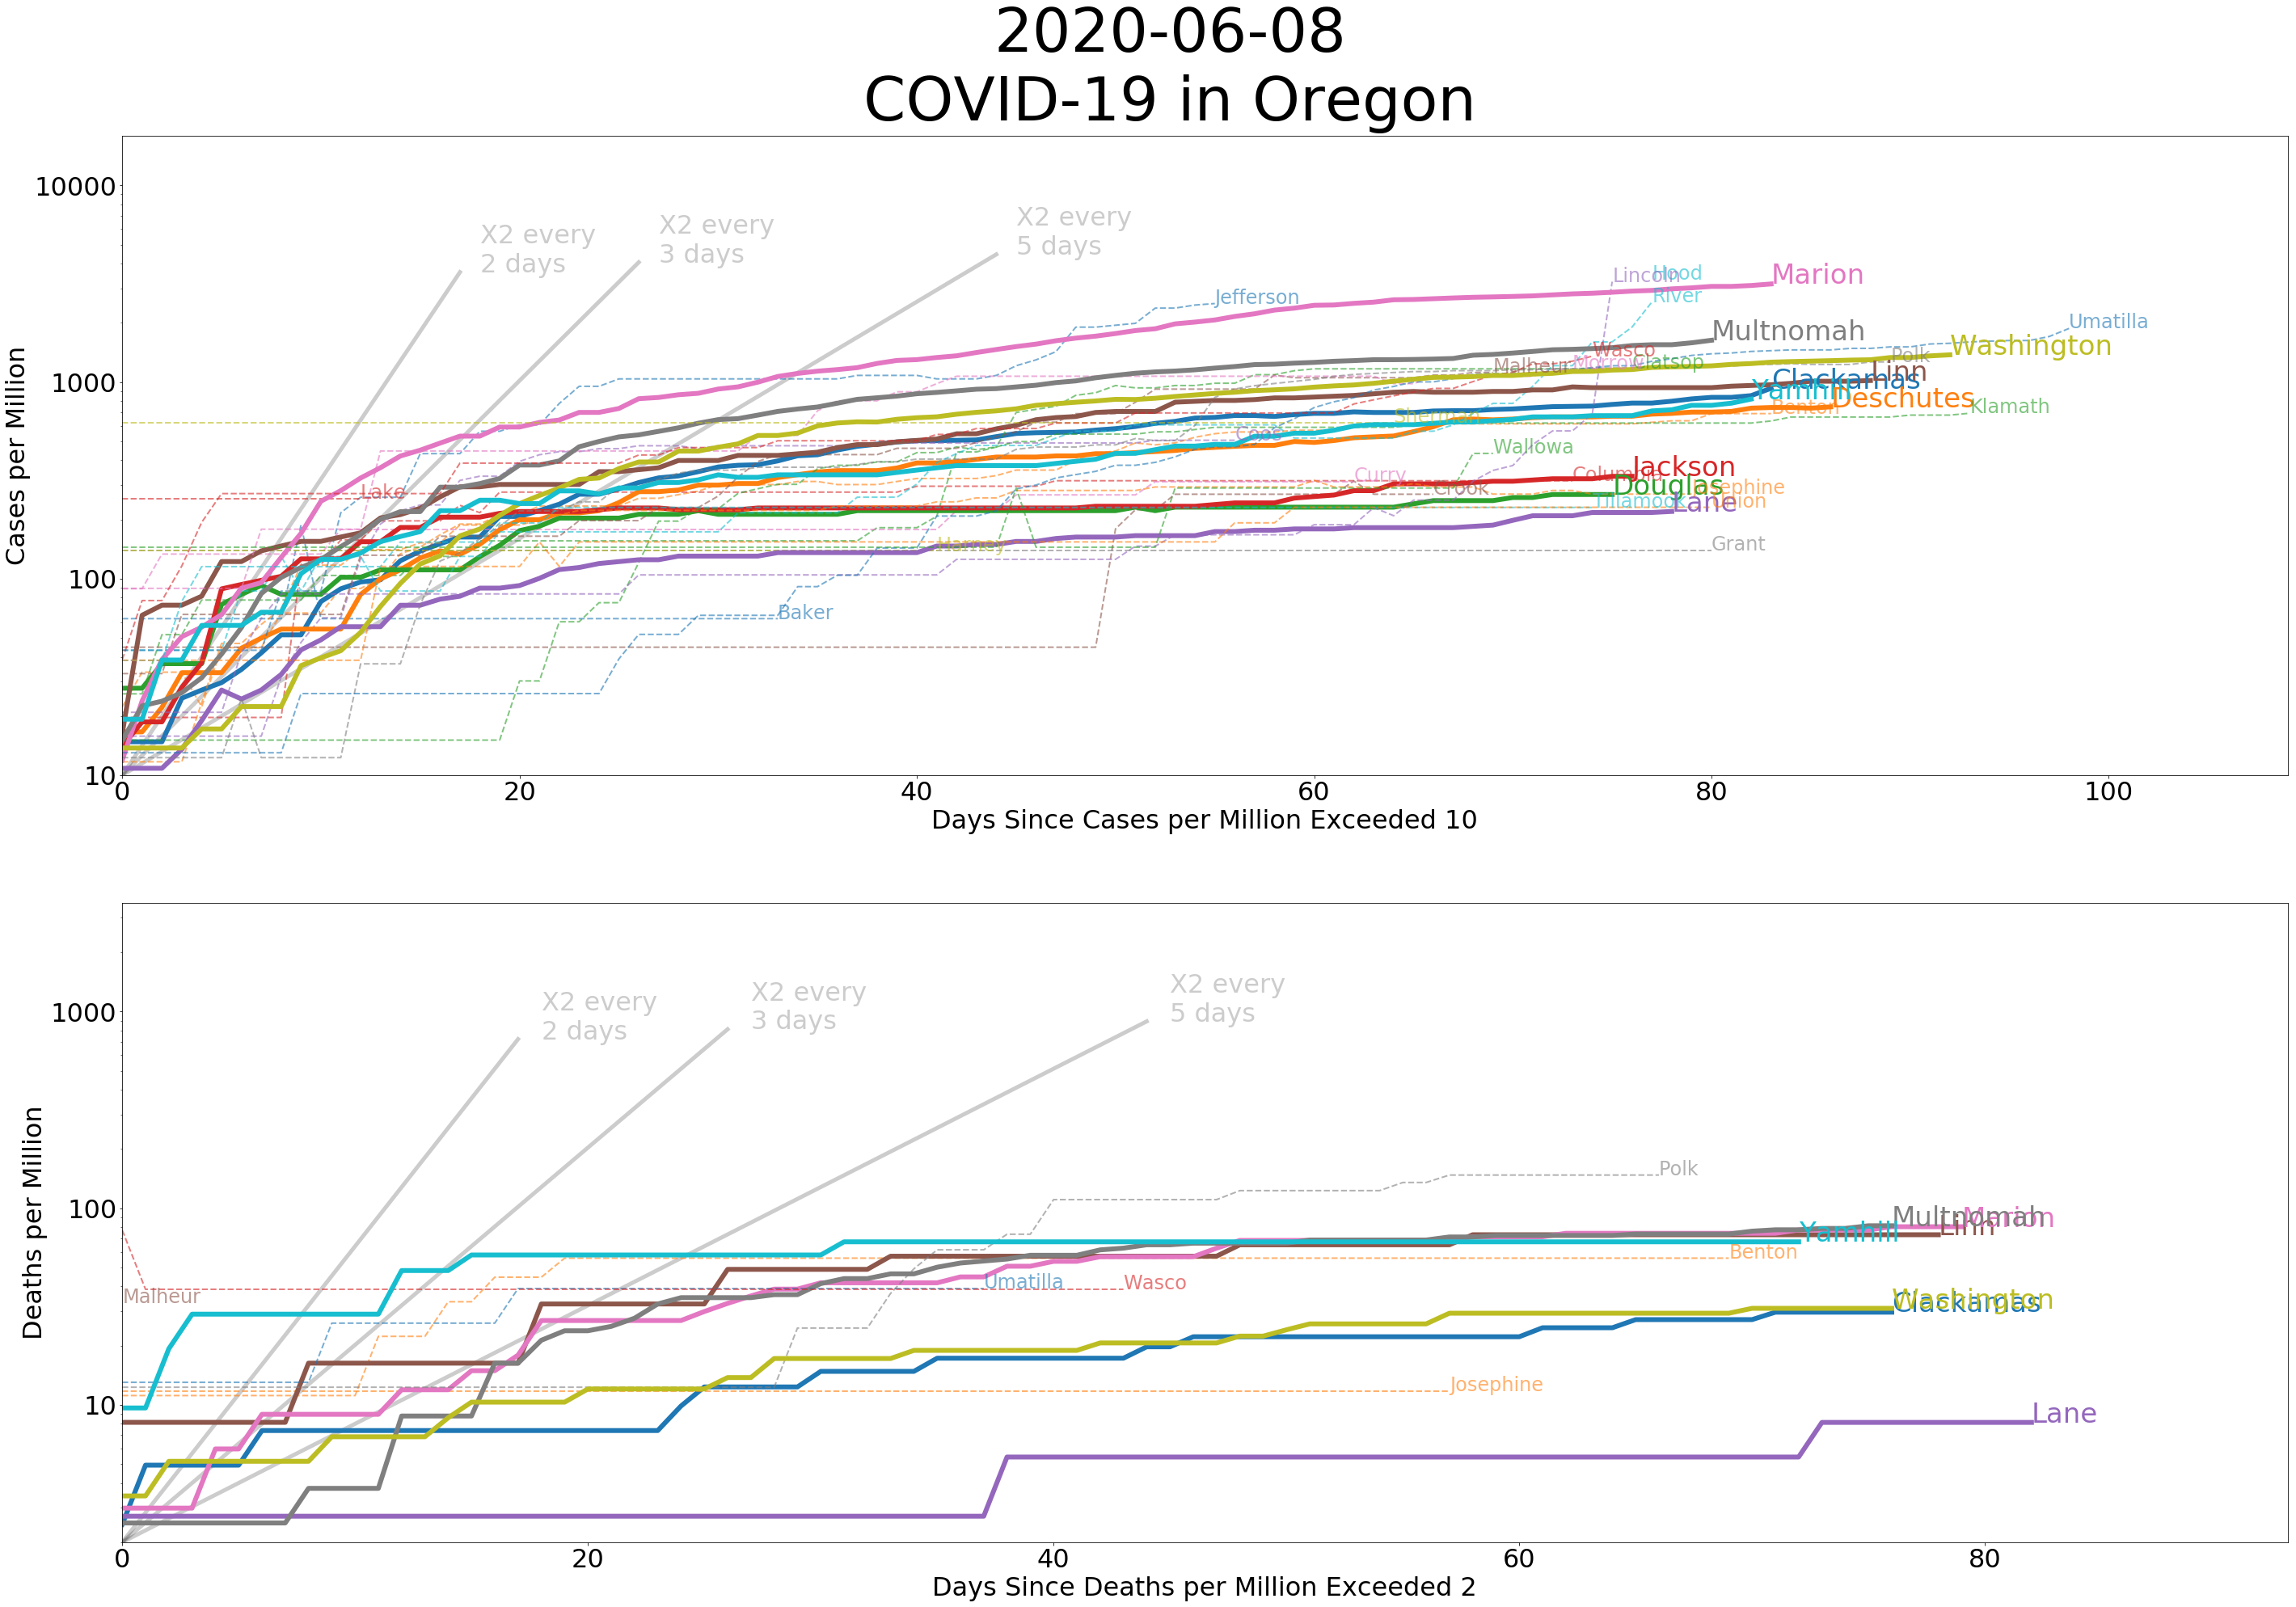 2020-06-08
COVID-19 in Oregon
10000
1000
100
10
Cases per Million
X2 every
2 days
X2 every
3 days
X2 every
5 days
Jefferson
Lincoln
Hood
River
Marion
Umatilla
Multnomah
Washington
Polk
Wasco
Morrow
Clatsop
Malheur
Linn
Clackamas
Yamhill
Deschutes
Benton
Klamath
Sherman
Coos
Wallowa
Curry
Columbia
Jackson
Josephine
Douglas
Crook
Tillamook
Union
Lane
Lake
Harney
Grant
Baker
0
20
40
60
80
100
Days Since Cases per Million Exceeded 10
1000
100
10
Deaths per Million
X2 every
2 days
X2 every
3 days
X2 every
5 days
Polk
Multnomah
Marion
Yamhill
Linn
Benton
Umatilla
Wasco
Malheur
Washington
Clackamas
Josephine
Lane
0
20
40
60
80
Days Since Deaths per Million Exceeded 2